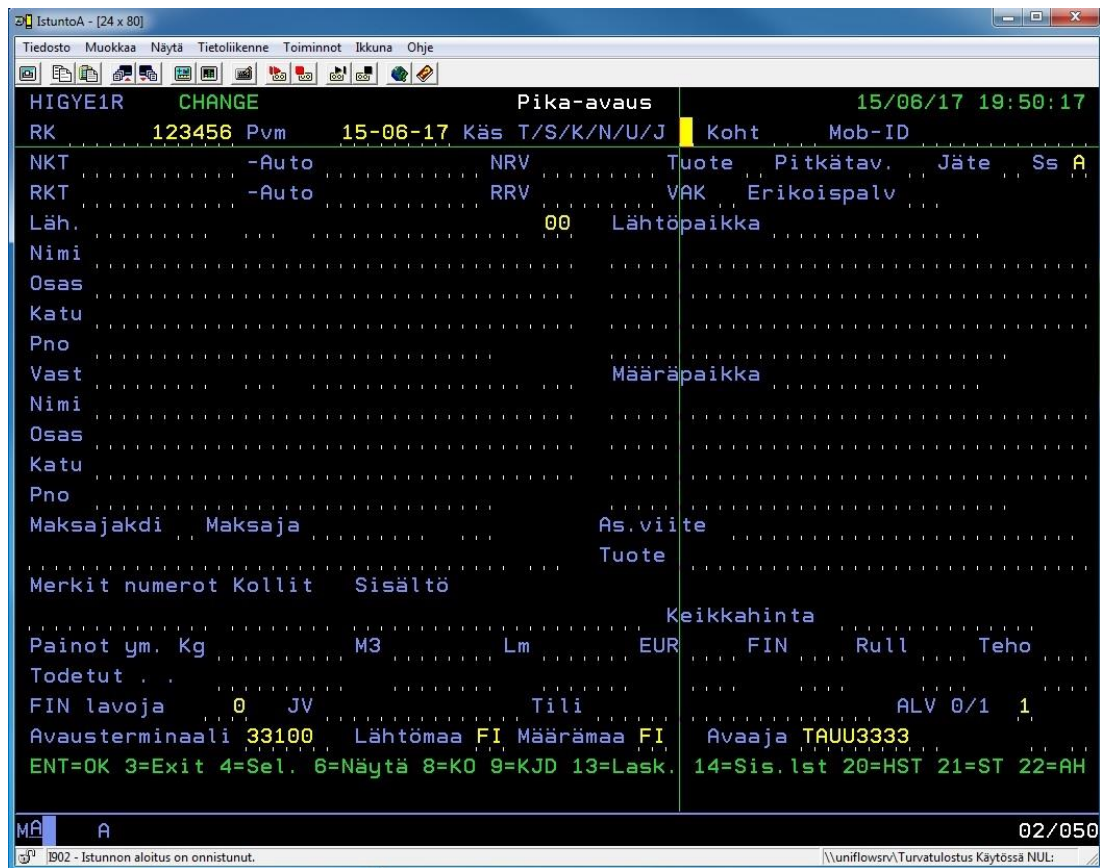 IstuntoA - [24 x 80]
Tiedosto Muokkaa Näytä Tietoliikenne Toiminnot Ikkuna Ohje
HIGYE1R CHANGE Pika-avaus 15/06/17 19:50:17
RK 123456 Pvm 15-06-17 Käs T/S/K/N/U/J Koht Mob-ID
NKT -Auto NRV Tuote Pitkätav. Jäte Ss A
RKT -Auto RRV VAK Erikoispalv
Läh. 00 Lähtöpaikka
Nimi
Osas
Katu
Pno
Vast Määräpaikka
Nimi
Osas
Katu
Pno
Maksajakdi Maksaja As.viite
Tuote
Merkit numerot Kollit Sisältö
Keikkahinta
Painot ym. Kg M3 Lm EUR FIN Rull Teho
Todetut . .
FIN lavoja 0 JV Tili ALV 0/1 1
Avausterminaali 33100 Lähtömaa FI Määrämaa FI Avaaja TAUU3333
ENT=OK 3=Exit 4=Sel. 6=Näytä 8=KO 9=KJD 13=Lask. 14=Sis.lst 20=HST 21=ST 22=AH
MA A 02/050
I902 - Istunnon aloitus on onnistunut. \\uniflowsrv\Turvatulostus Käytössä NUL: